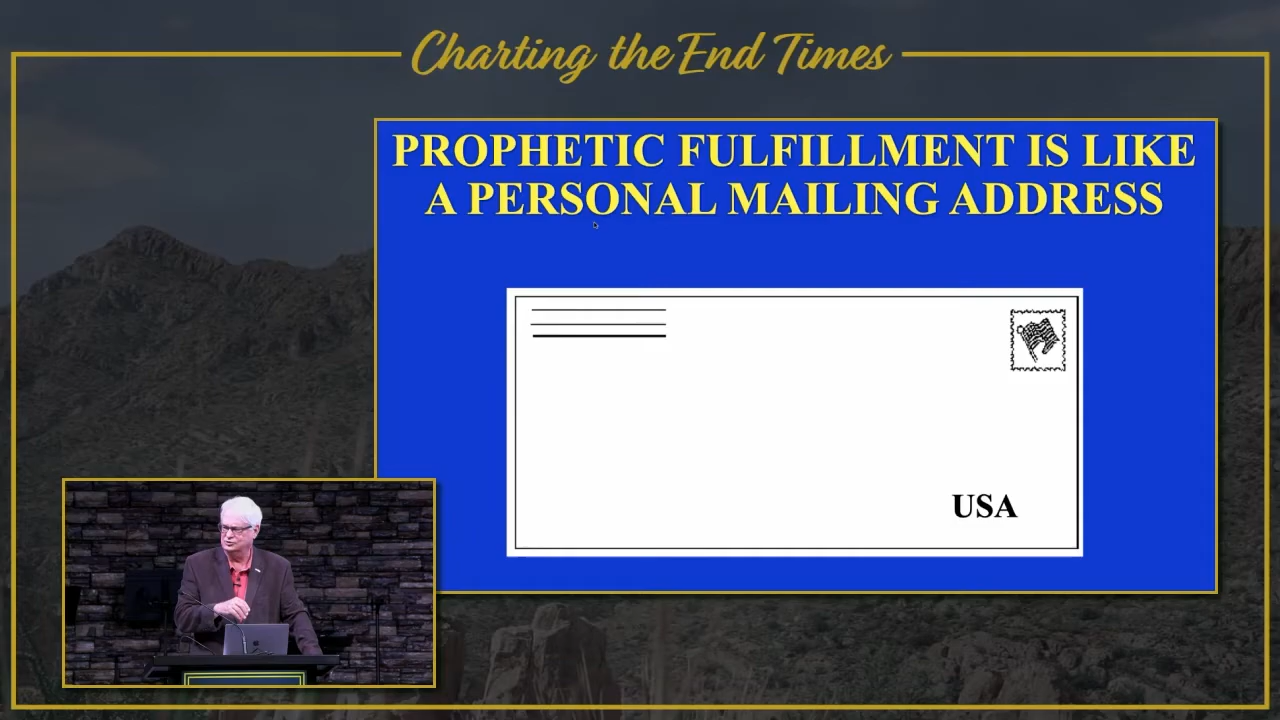 Charting the End Times
PROPHETIC FULFILLMENT IS LIKE
A PERSONAL MAILING ADDRESS
USA